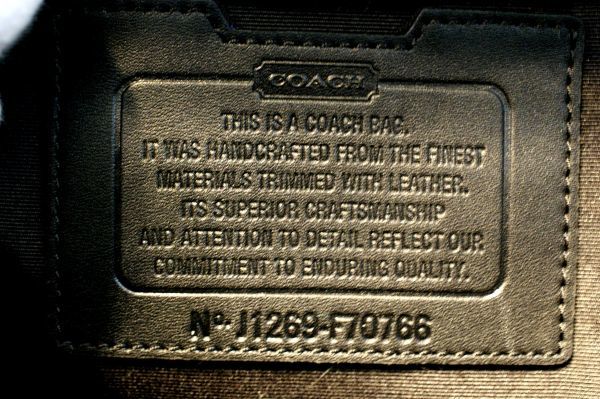 COACH
THIS IS A COACH BAG.
IT WAS HANDCRAFTED FROM THE FINEST
MATERIALS TRIMMED WITH LEATHER.
ITS SUPERIOR CRAFTSMANSHIP
AND ATTENTION TO DETAIL REFLECT OUR
COMMITMENT TO ENDURING QUALITY.
Nº J1269-F70766